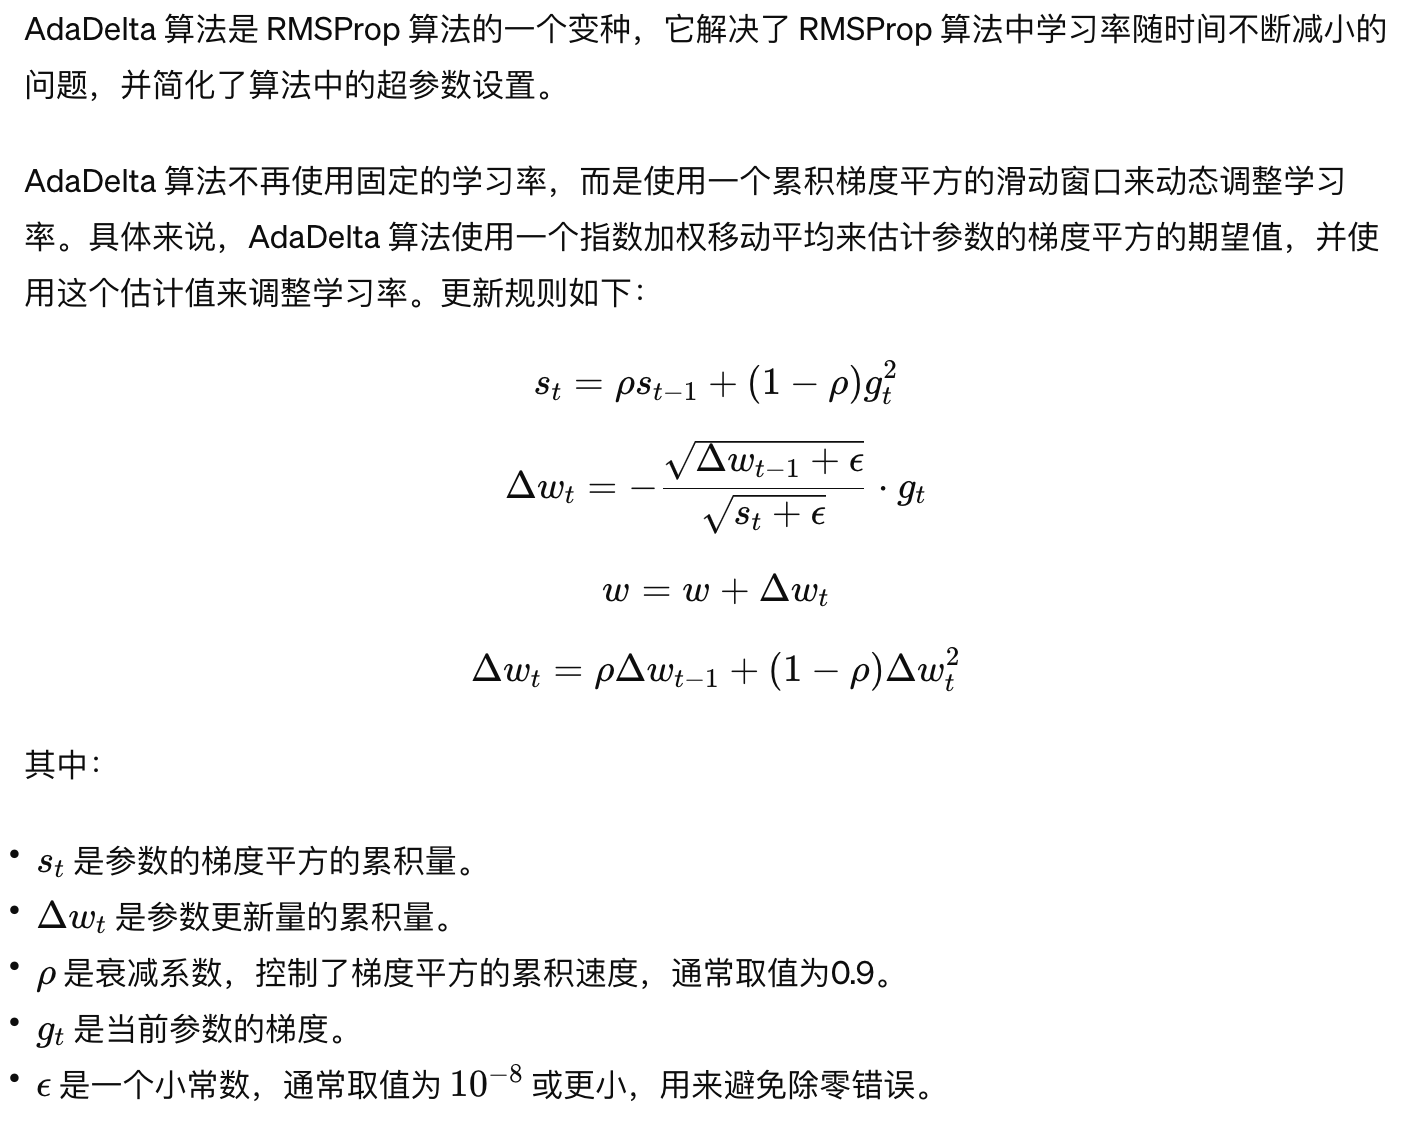 AdaDelta 算法是 RMSProp 算法的一个变种，它解决了 RMSProp 算法中学习率随时间不断减小的
问题，并简化了算法中的超参数设置。
AdaDelta 算法不再使用固定的学习率，而是使用一个累积梯度平方的滑动窗口来动态调整学习
率。具体来说，AdaDelta 算法使用一个指数加权移动平均来估计参数的梯度平方的期望值，并使
用这个估计值来调整学习率。更新规则如下：
$s_t = \rho s_{t-1} + (1 - \rho) g_t^2$
$\Delta w_t = -\frac{\sqrt{\Delta w_{t-1} + \epsilon}}{\sqrt{s_t + \epsilon}} \cdot g_t$
$w = w + \Delta w_t$
$\Delta w_t = \rho \Delta w_{t-1} + (1 - \rho) \Delta w_t^2$
其中：
• $s_t$ 是参数的梯度平方的累积量。
• $\Delta w_t$ 是参数更新量的累积量。
• $\rho$ 是衰减系数，控制了梯度平方的累积速度，通常取值为0.9。
• $g_t$ 是当前参数的梯度。
• $\epsilon$ 是一个小常数，通常取值为 $10^{-8}$ 或更小，用来避免除零错误。